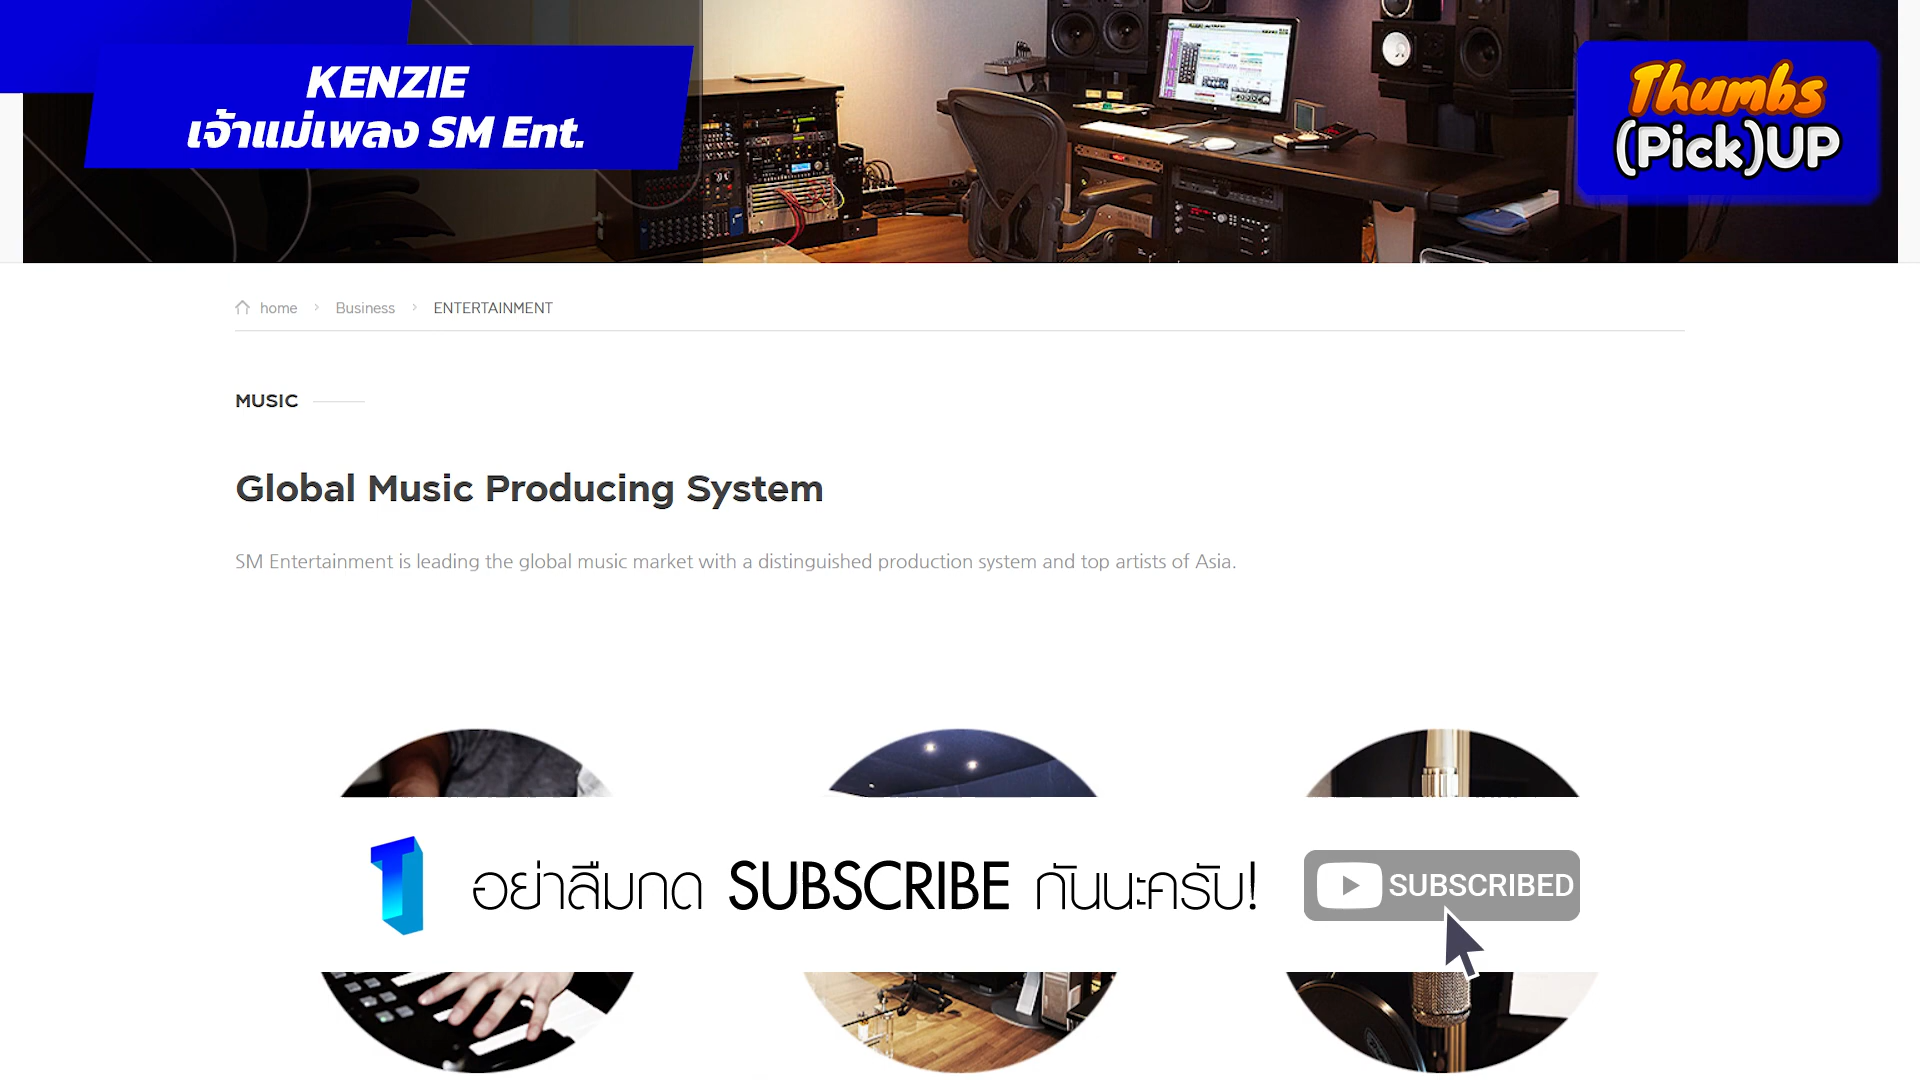 KENZIE
เจ้าแม่เพลง SM Ent.
Thumbs
(Pick)UP
home > Business > ENTERTAINMENT
MUSIC
Global Music Producing System
SM Entertainment is leading the global music market with a distinguished production system and top artists of Asia.
อย่าลืมกด SUBSCRIBE กันนะครับ!
SUBSCRIBED